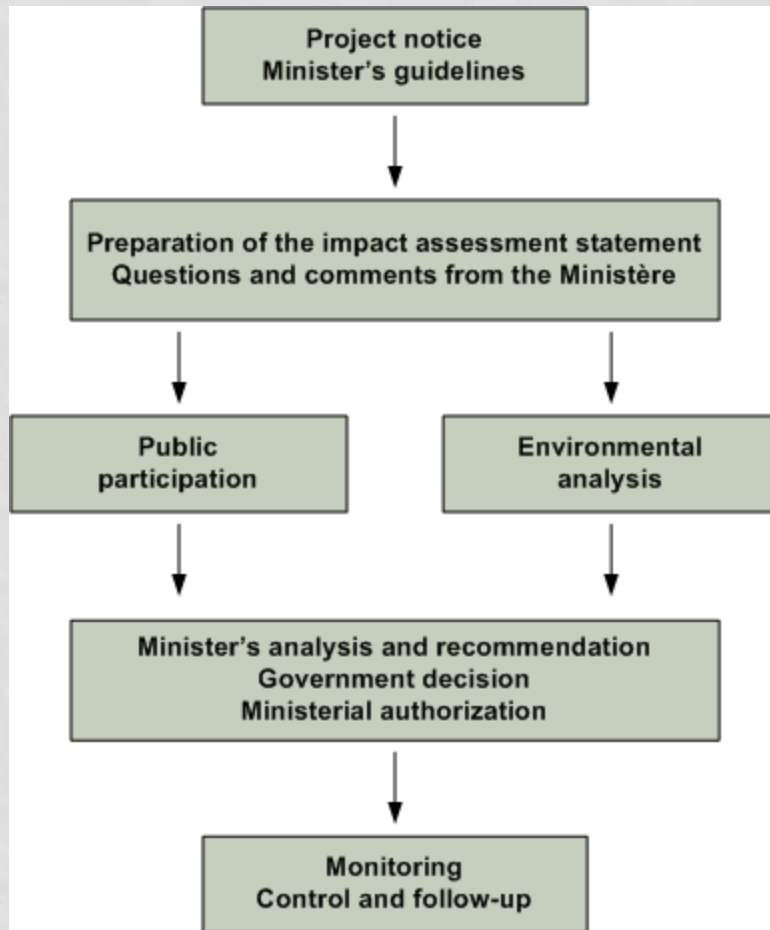 Project notice
Minister's guidelines
Preparation of the impact assessment statement
Questions and comments from the Ministère
Public
participation
Environmental
analysis
Minister's analysis and recommendation
Government decision
Ministerial authorization
Monitoring
Control and follow-up